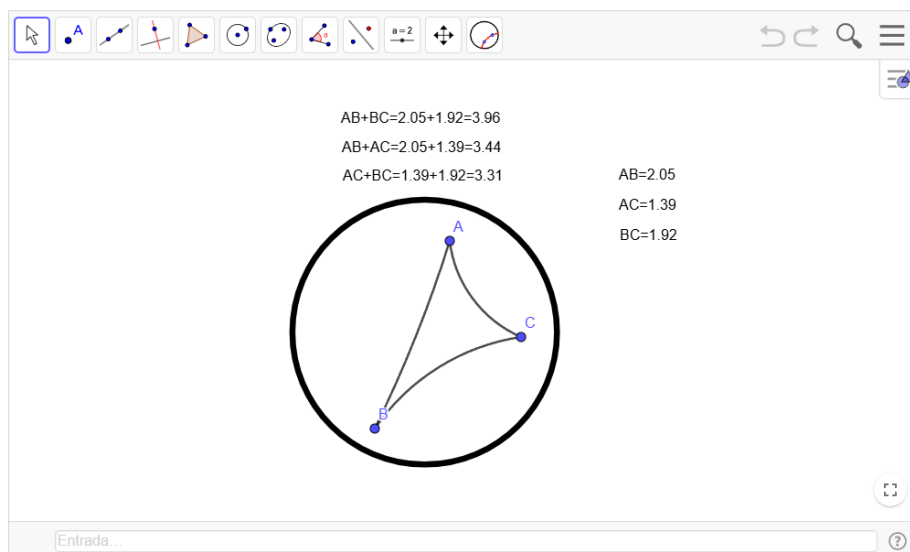 A
a=2
AB+BC=2.05+1.92=3.96
AB+AC=2.05+1.39=3.44
AC+BC=1.39+1.92=3.31
AB=2.05
AC=1.39
BC=1.92
A
C
B
Entrada...
?